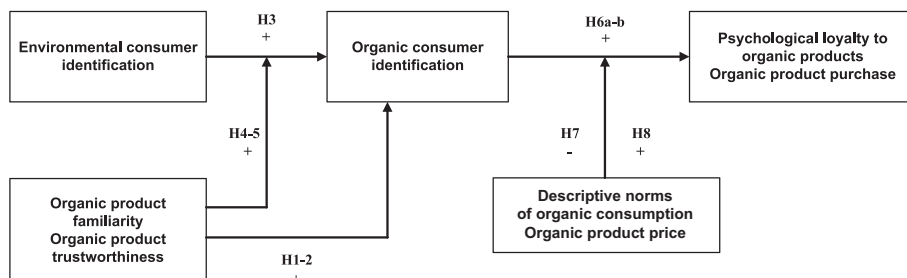 H3
+
Environmental consumer
identification
Organic consumer
identification
H6a-b
+
Psychological loyalty to
organic products
Organic product purchase
H4-5
+
H7
-
H8
+
Organic product
familiarity
Organic product
trustworthiness
H1-2
+
Descriptive norms
of organic consumption
Organic product price